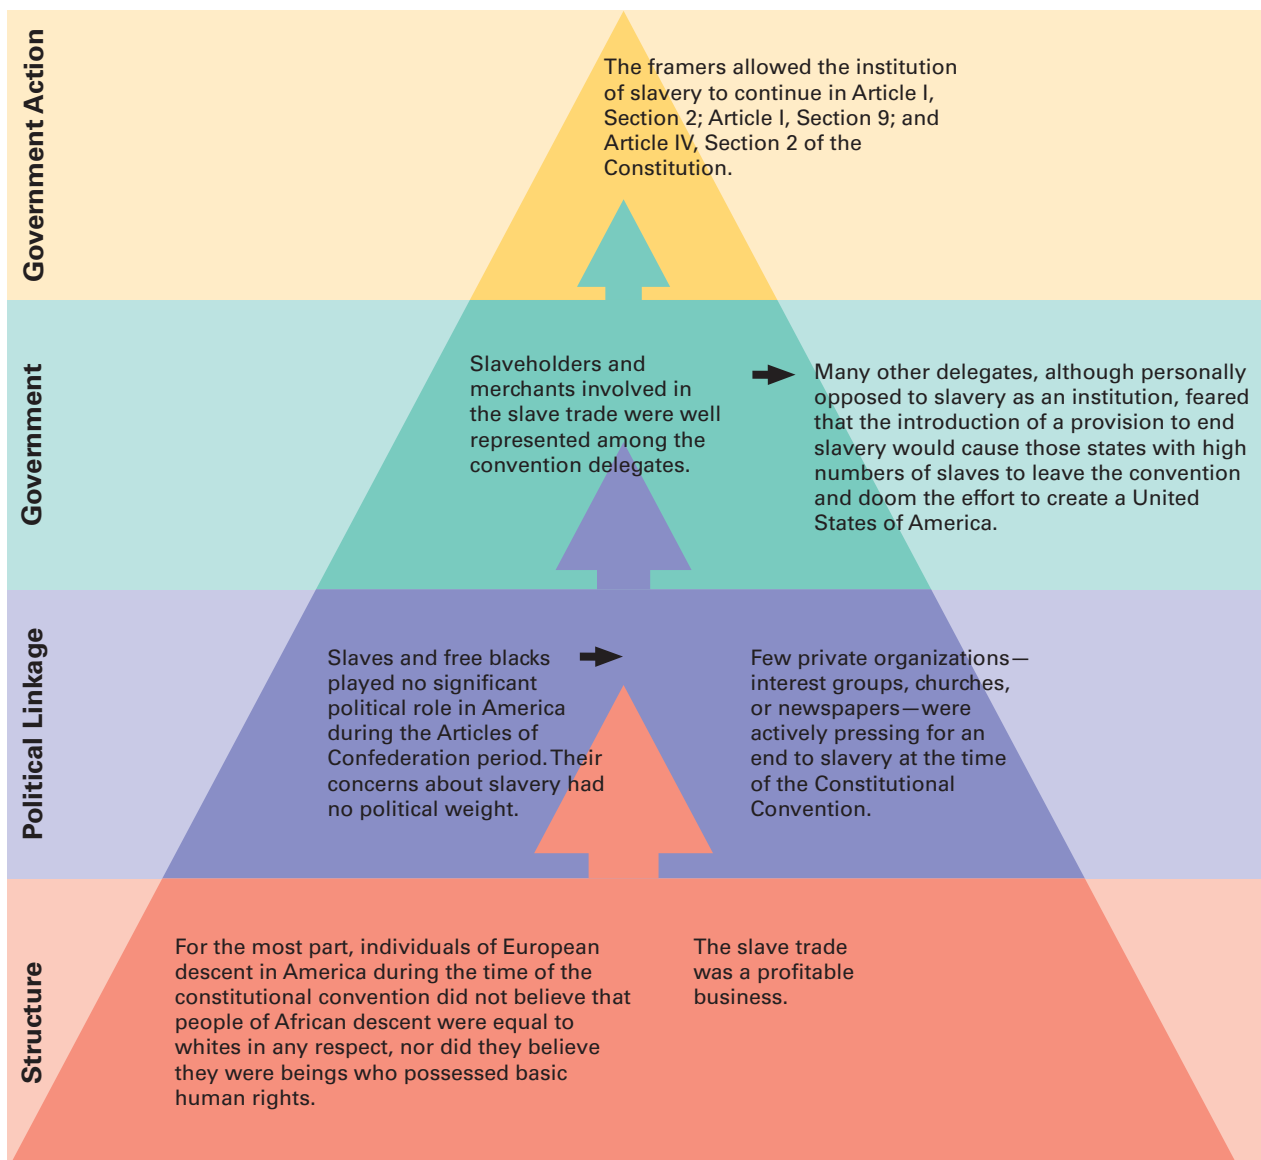 Government Action
The framers allowed the institution
of slavery to continue in Article I,
Section 2; Article I, Section 9; and
Article IV, Section 2 of the
Constitution.
Government
Slaveholders and
merchants involved in
the slave trade were well
represented among the
convention delegates.
Many other delegates, although personally
opposed to slavery as an institution, feared
that the introduction of a provision to end
slavery would cause those states with high
numbers of slaves to leave the convention
and doom the effort to create a United
States of America.
Political Linkage
Slaves and free blacks
played no significant
political role in America
during the Articles of
Confederation period. Their
concerns about slavery had
no political weight.
Few private organizations—
interest groups, churches,
or newspapers—were
actively pressing for an
end to slavery at the time
of the Constitutional
Convention.
Structure
For the most part, individuals of European
descent in America during the time of the
constitutional convention did not believe that
people of African descent were equal to
whites in any respect, nor did they believe
they were beings who possessed basic
human rights.
The slave trade
was a profitable
business.